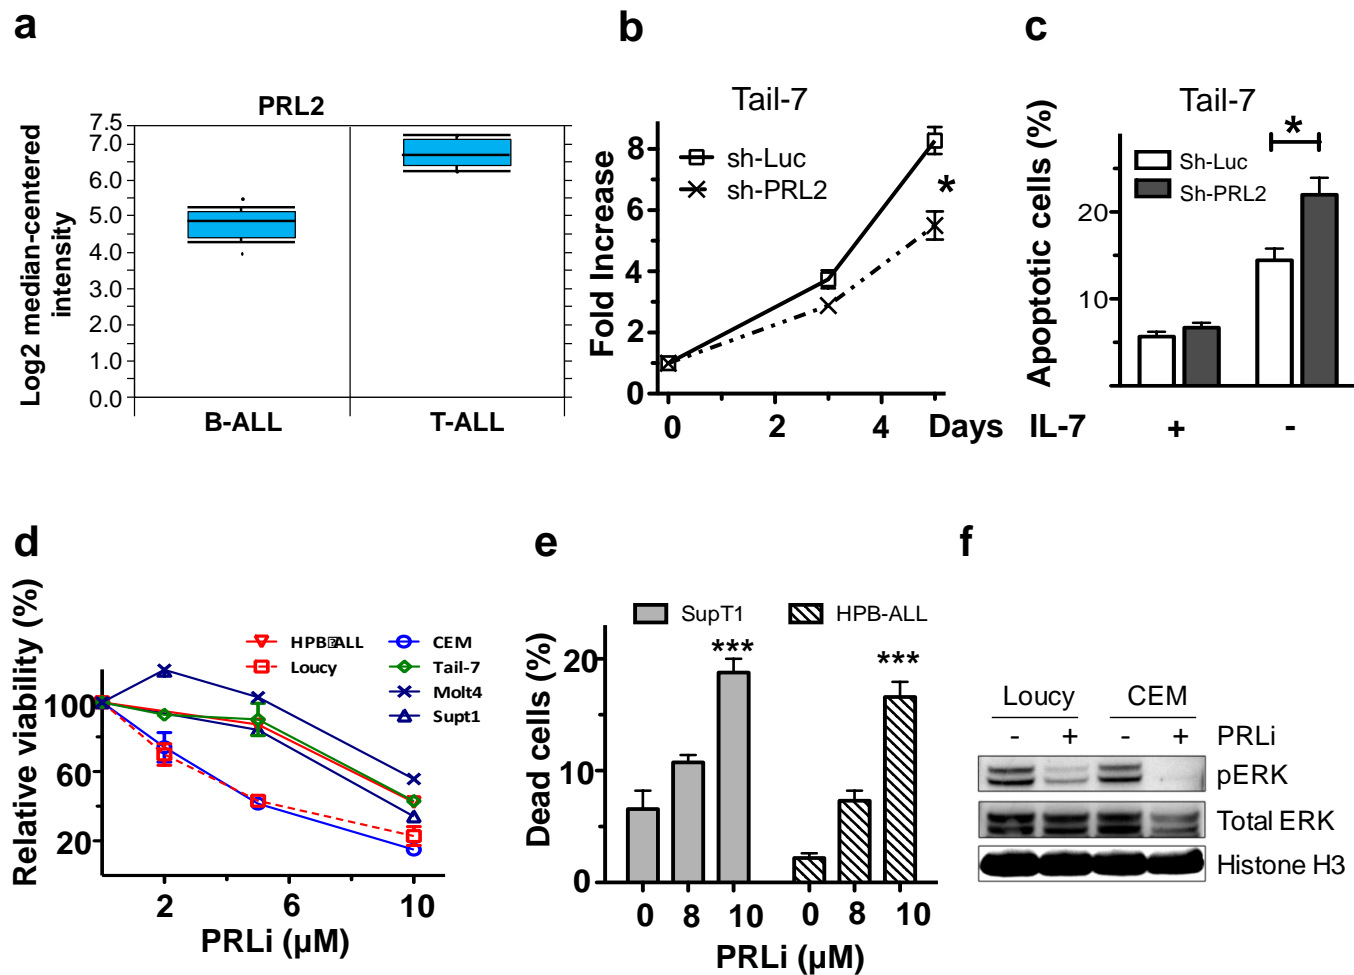 a
PRL2
Log2 median-centered
intensity
7.5
7.0
6.0
5.0
4.0
3.0
2.0
1.0
0.0
B-ALL
T-ALL
b
Tail-7
sh-Luc
sh-PRL2
*
Fold Increase
8
6
4
2
0
0 2 4 Days
c
Tail-7
*
Sh-Luc
Sh-PRL2
Apoptotic cells (%)
20
10
IL-7 + -
d
Relative viability (%)
HPB-ALL
Loucy
CEM
Tail-7
Molt4
Supt1
100
60
20
2 6 10
PRLi (µM)
e
SupT1 HPB-ALL
Dead cells (%)
20
10
0
***
***
0 8 10 0 8 10
PRLi (µM)
f
Loucy CEM
- + - + PRLi
pERK
Total ERK
Histone H3